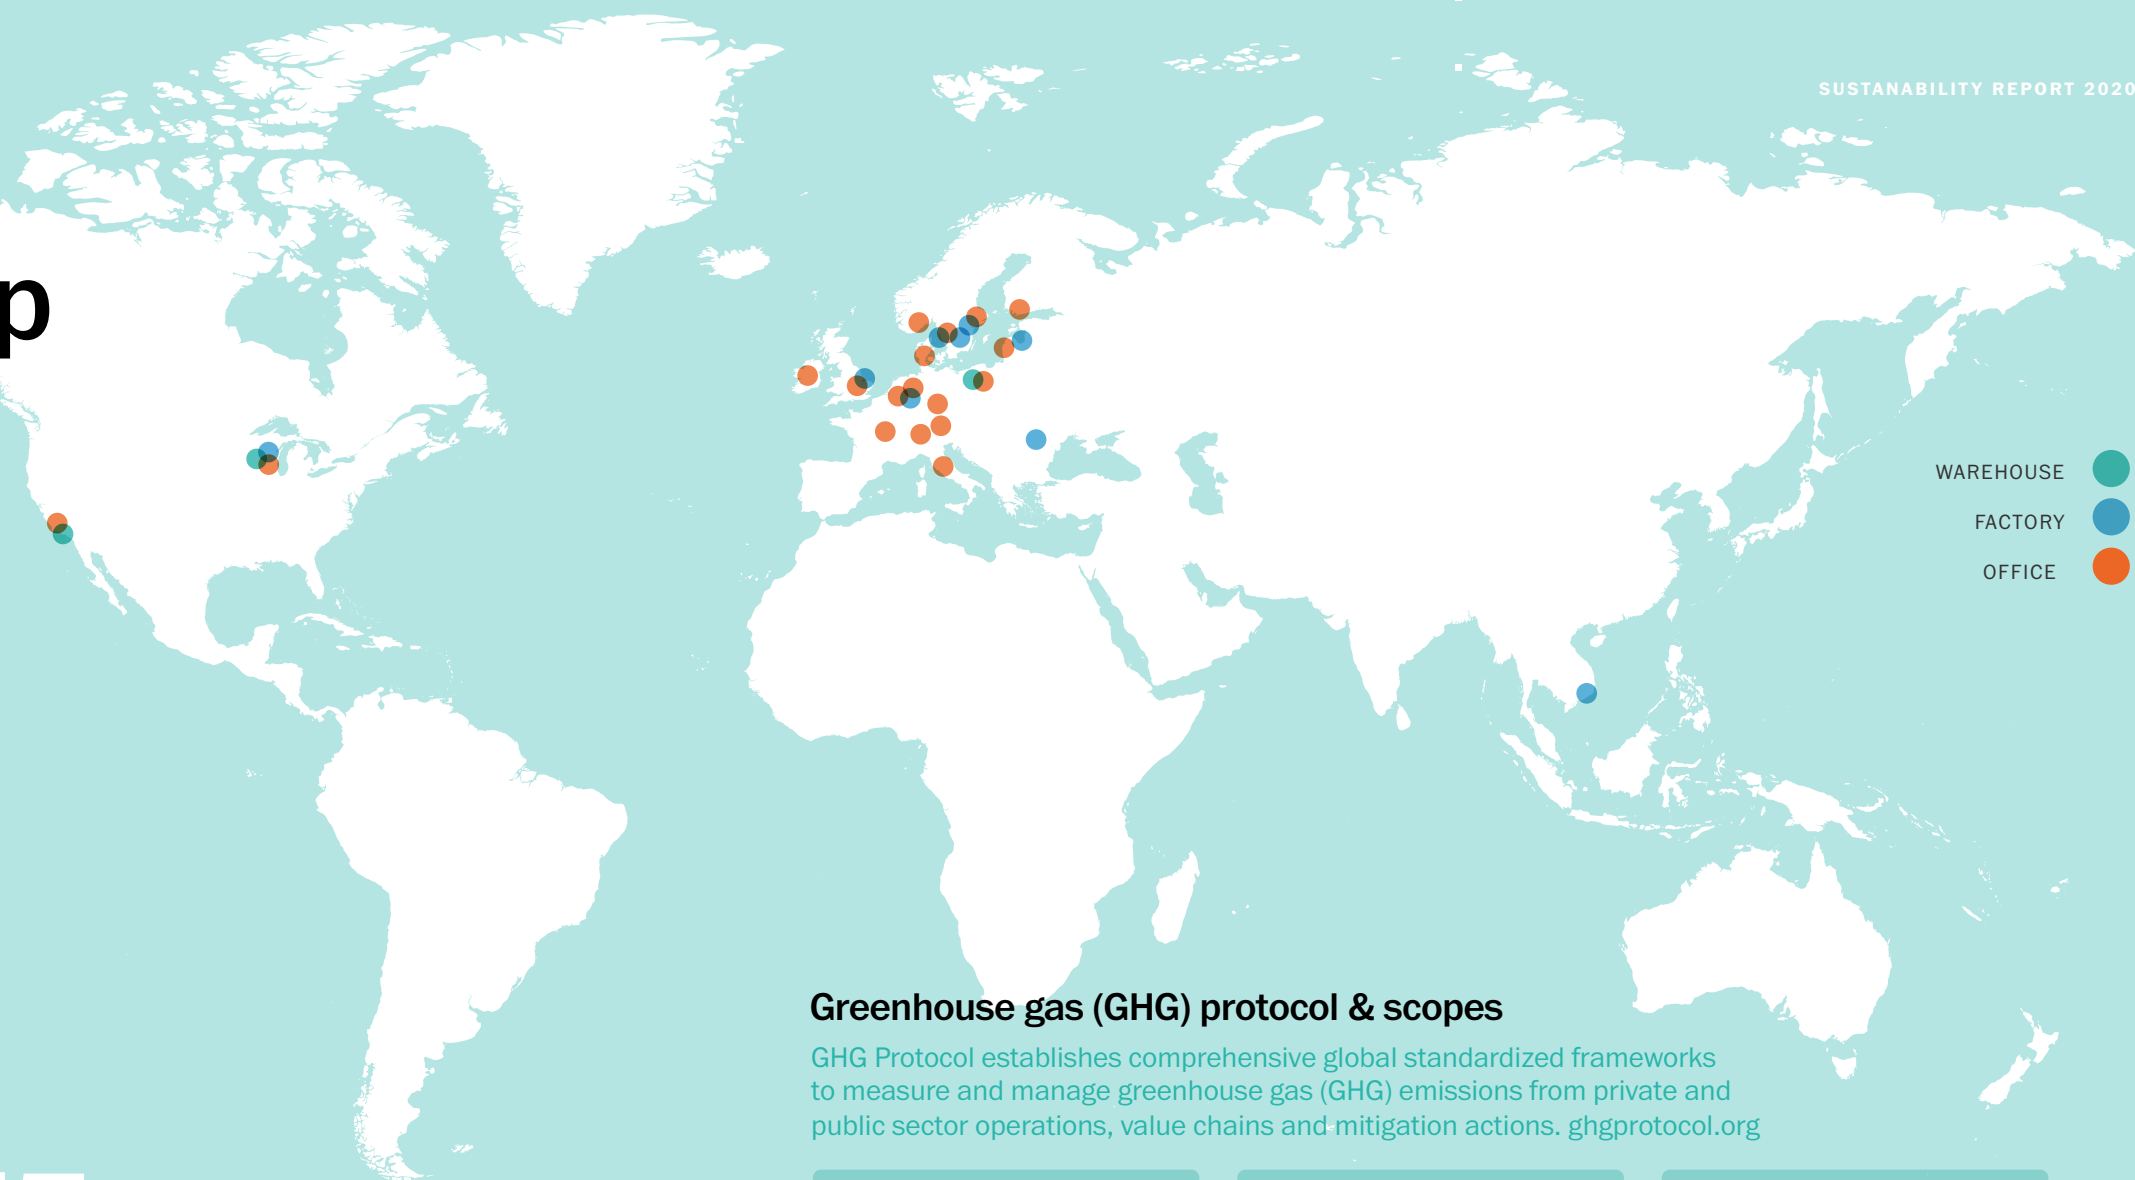 SUSTANABILITY REPORT 2020
p
WAREHOUSE
FACTORY
OFFICE
Greenhouse gas (GHG) protocol & scopes
GHG Protocol establishes comprehensive global standardized frameworks
to measure and manage greenhouse gas (GHG) emissions from private and
public sector operations, value chains and mitigation actions. ghgprotocol.org